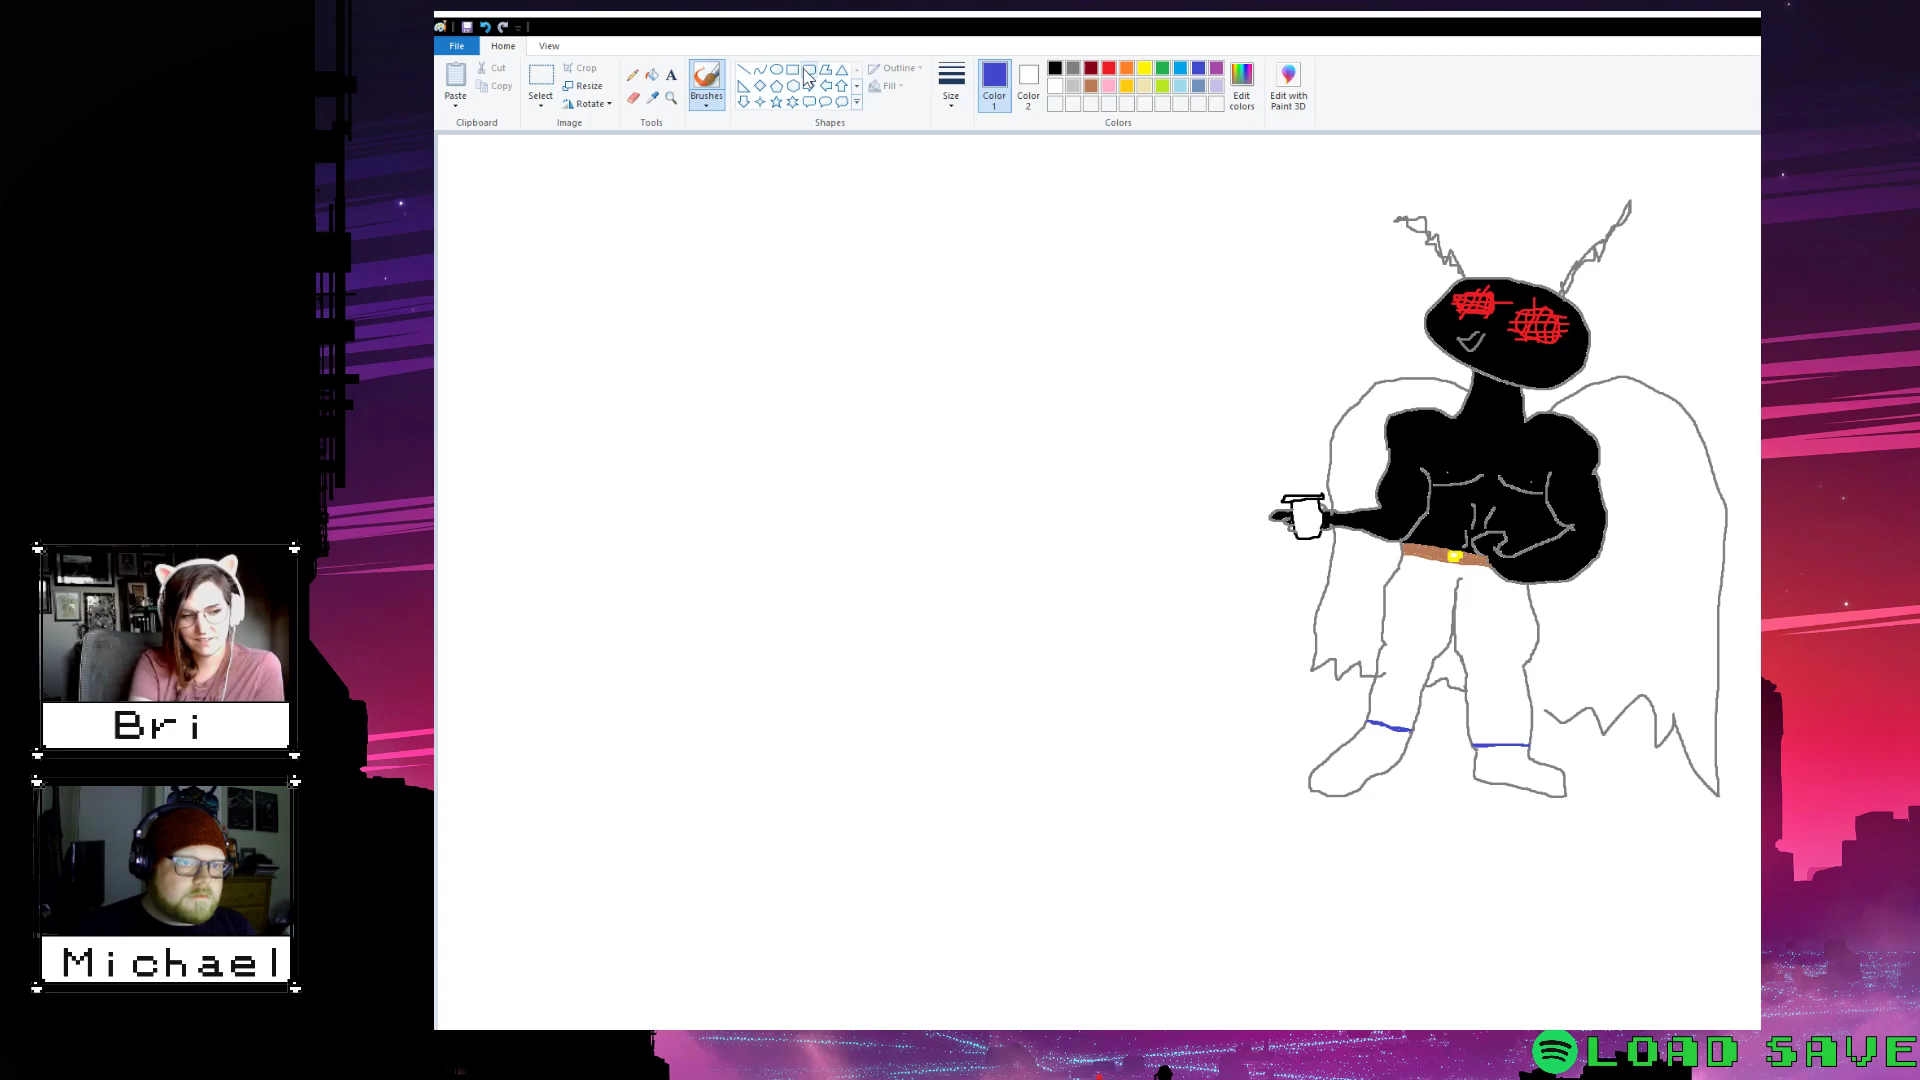 File Home View
Paste
Cut
Copy
Clipboard
Select
Crop
Resize
Rotate
Image
A
Tools
Brushes
Shapes
Outline
Fill
Size
Color 1
Color 2
Edit colors
Edit with Paint 3D
Colors
Bri
Michael
LOAD SAVE